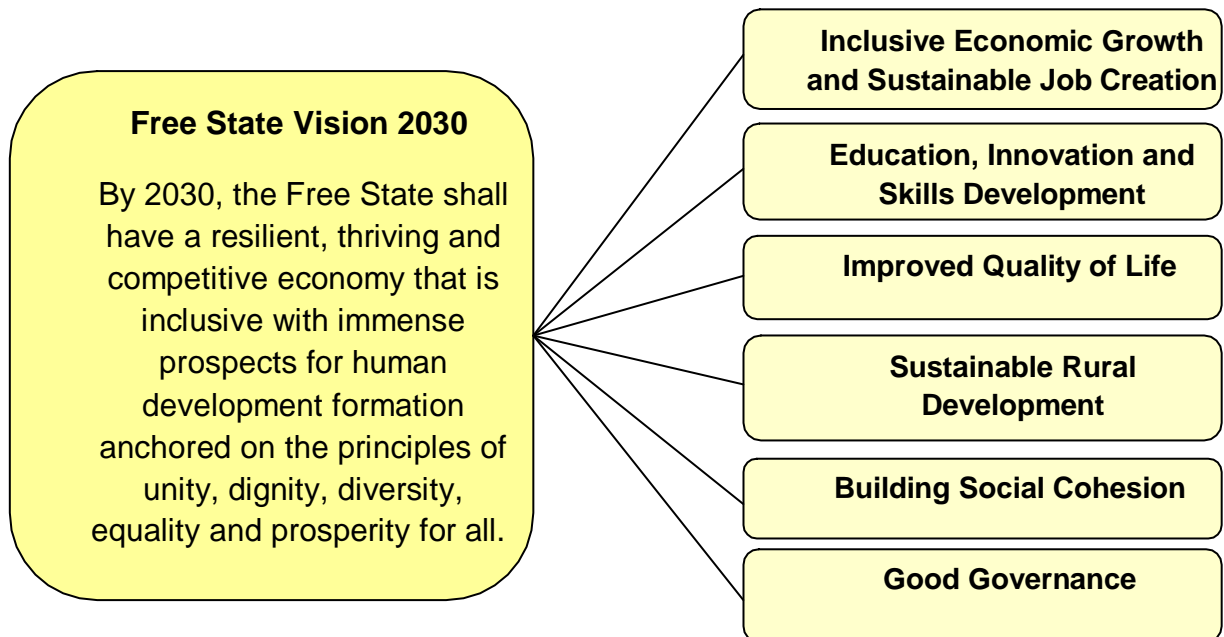 Free State Vision 2030
By 2030, the Free State shall
have a resilient, thriving and
competitive economy that is
inclusive with immense
prospects for human
development formation
anchored on the principles of
unity, dignity, diversity,
equality and prosperity for all.
Inclusive Economic Growth
and Sustainable Job Creation
Education, Innovation and
Skills Development
Improved Quality of Life
Sustainable Rural
Development
Building Social Cohesion
Good Governance